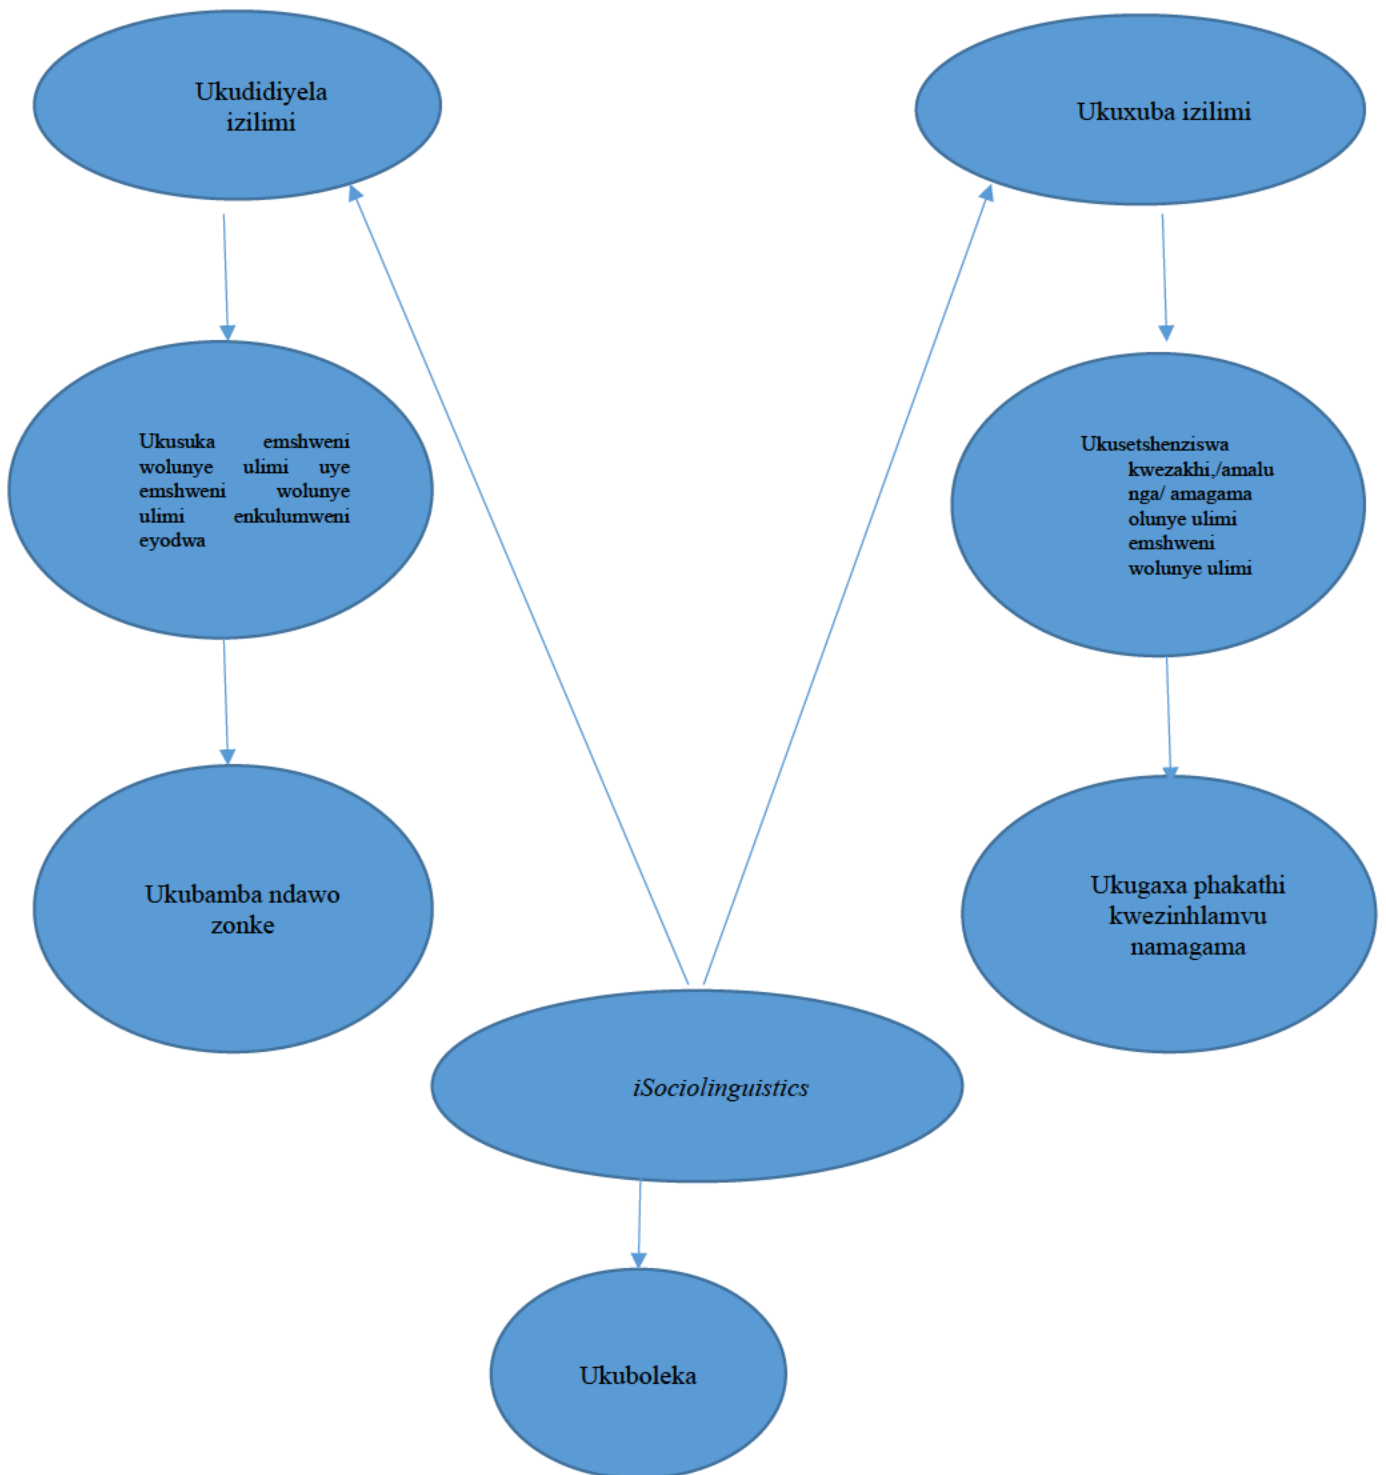 Ukudidiyela
izilimi
Ukuxuba izilimi
Ukusuka emshweni
wolunye ulimi uye
emshweni wolunye
ulimi enkulumweni
eyodwa
Ukusetshenziswa
kwezakhi,/amalu
nga/ amagama
olunye ulimi
emshweni
wolunye ulimi
Ukubamba ndawo
zonke
Ukugaxa phakathi
kwezinhlamvu
namagama
iSociolinguistics
Ukuboleka